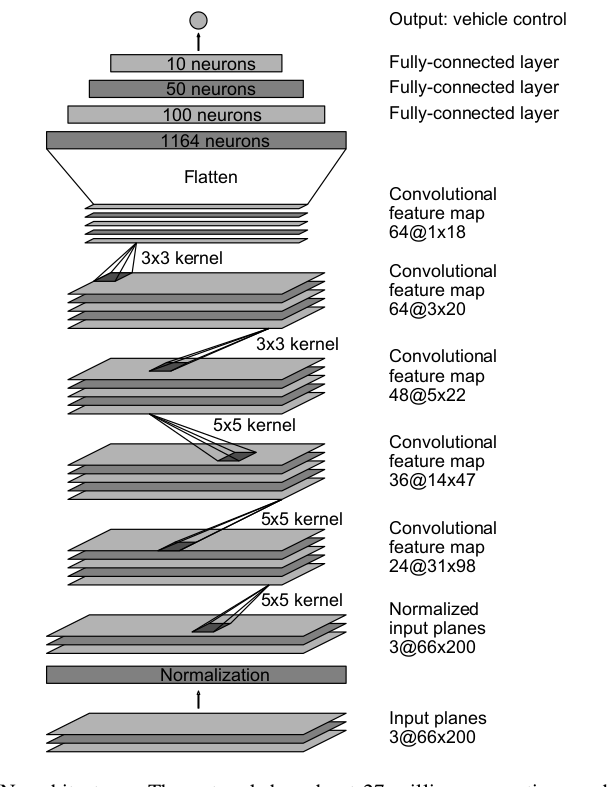 Output: vehicle control
10 neurons
Fully-connected layer
50 neurons
Fully-connected layer
100 neurons
Fully-connected layer
1164 neurons
Flatten
Convolutional
feature map
64@1x18
3x3 kernel
Convolutional
feature map
64@3x20
3x3 kernel
Convolutional
feature map
48@5x22
5x5 kernel
Convolutional
feature map
36@14x47
5x5 kernel
Convolutional
feature map
24@31x98
5x5 kernel
Normalized
input planes
3@66x200
Normalization
Input planes
3@66x200